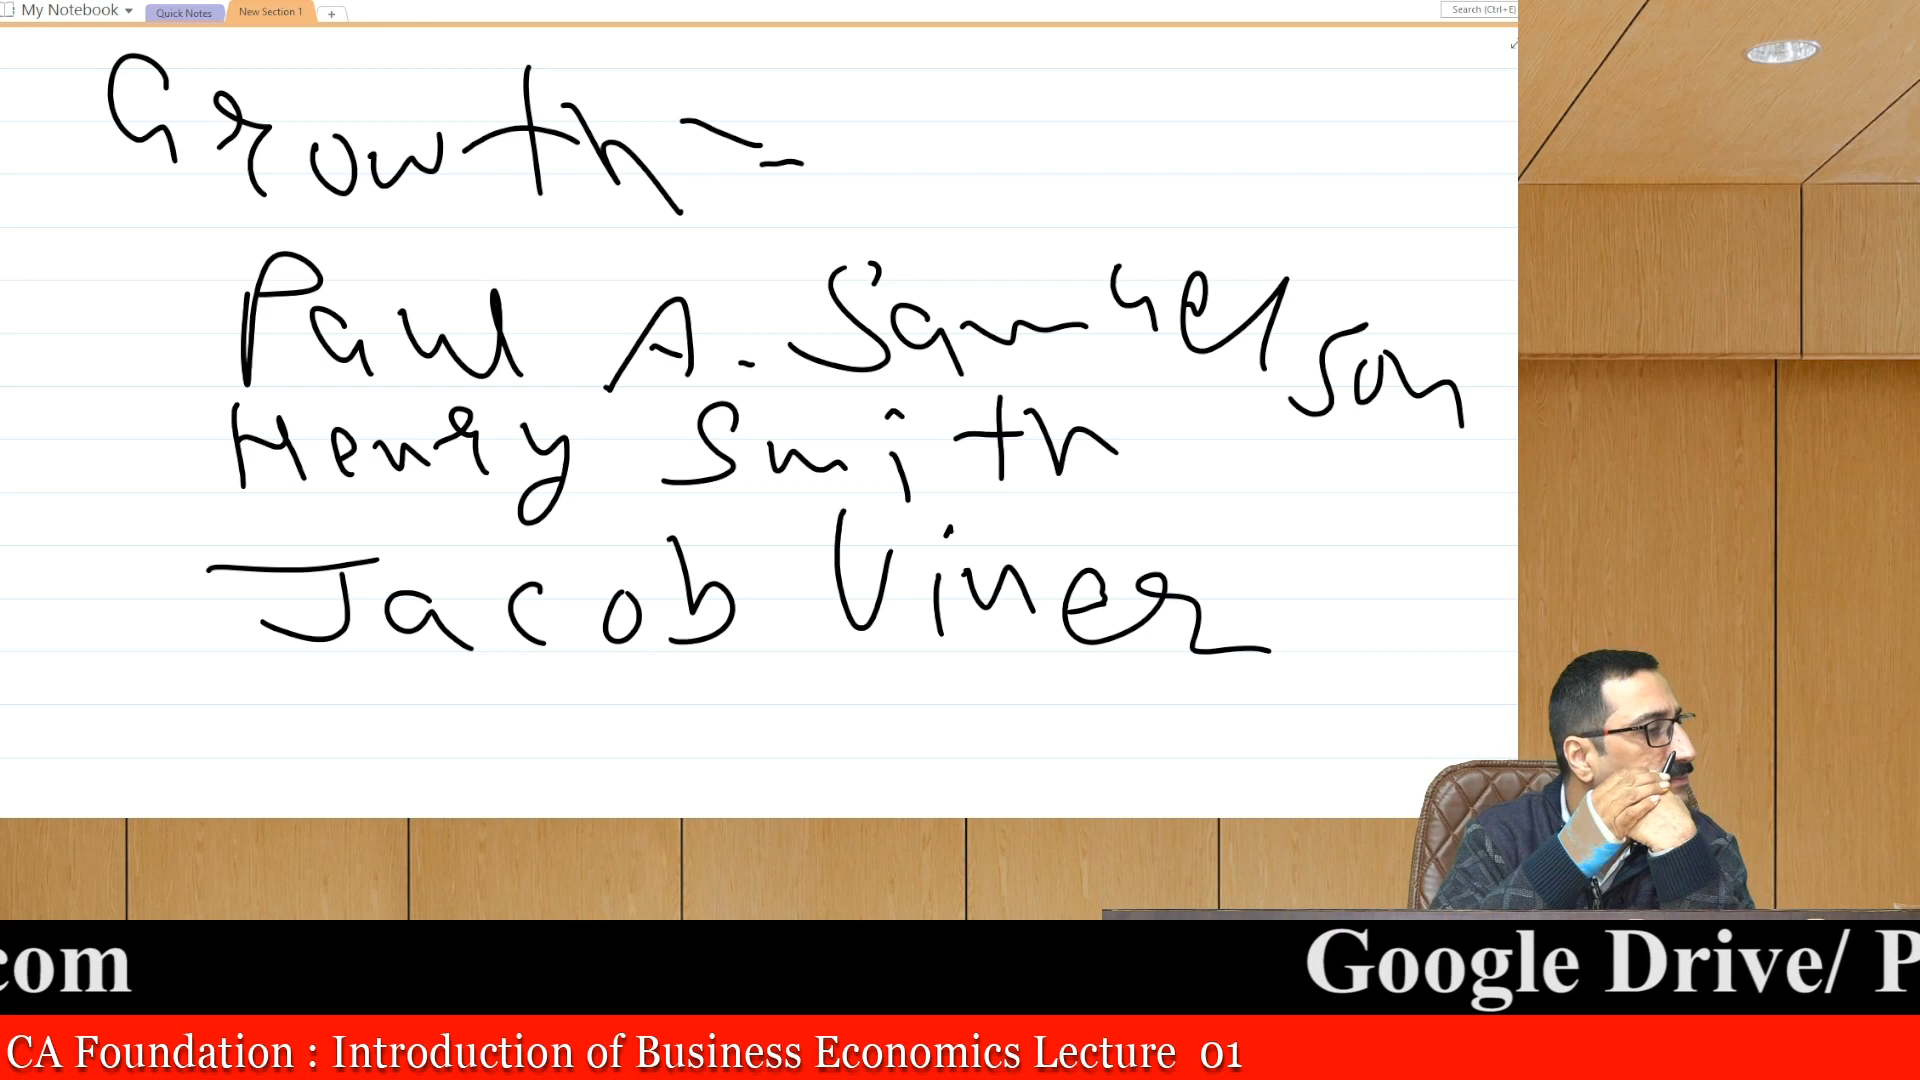 My Notebook
Quick Notes
New Section 1
+
Search (Ctrl+E)
Growth -
Paul A. Samuelson
Henry Smith
Jacob Viner
com
Google Drive/ P
CA Foundation : Introduction of Business Economics Lecture 01